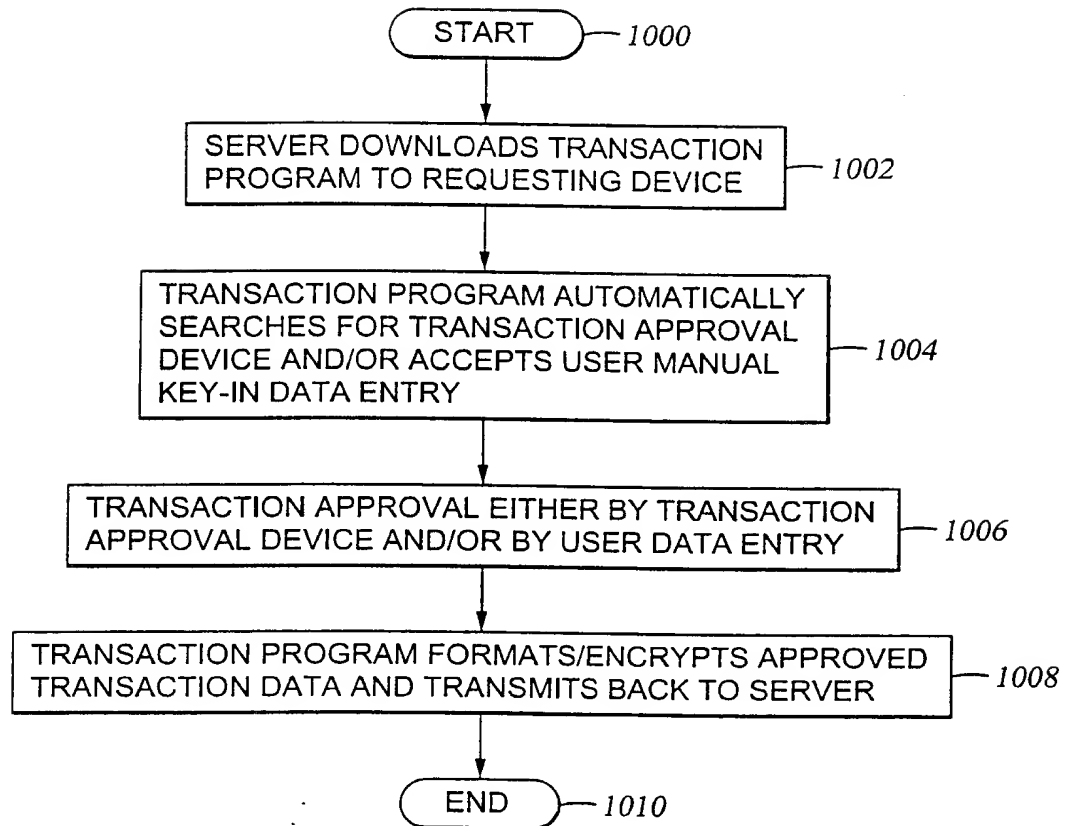 START 1000
SERVER DOWNLOADS TRANSACTION
PROGRAM TO REQUESTING DEVICE
1002
TRANSACTION PROGRAM AUTOMATICALLY
SEARCHES FOR TRANSACTION APPROVAL
DEVICE AND/OR ACCEPTS USER MANUAL
KEY-IN DATA ENTRY
1004
TRANSACTION APPROVAL EITHER BY TRANSACTION
APPROVAL DEVICE AND/OR BY USER DATA ENTRY
1006
TRANSACTION PROGRAM FORMATS/ENCRYPTS APPROVED
TRANSACTION DATA AND TRANSMITS BACK TO SERVER
1008
END 1010